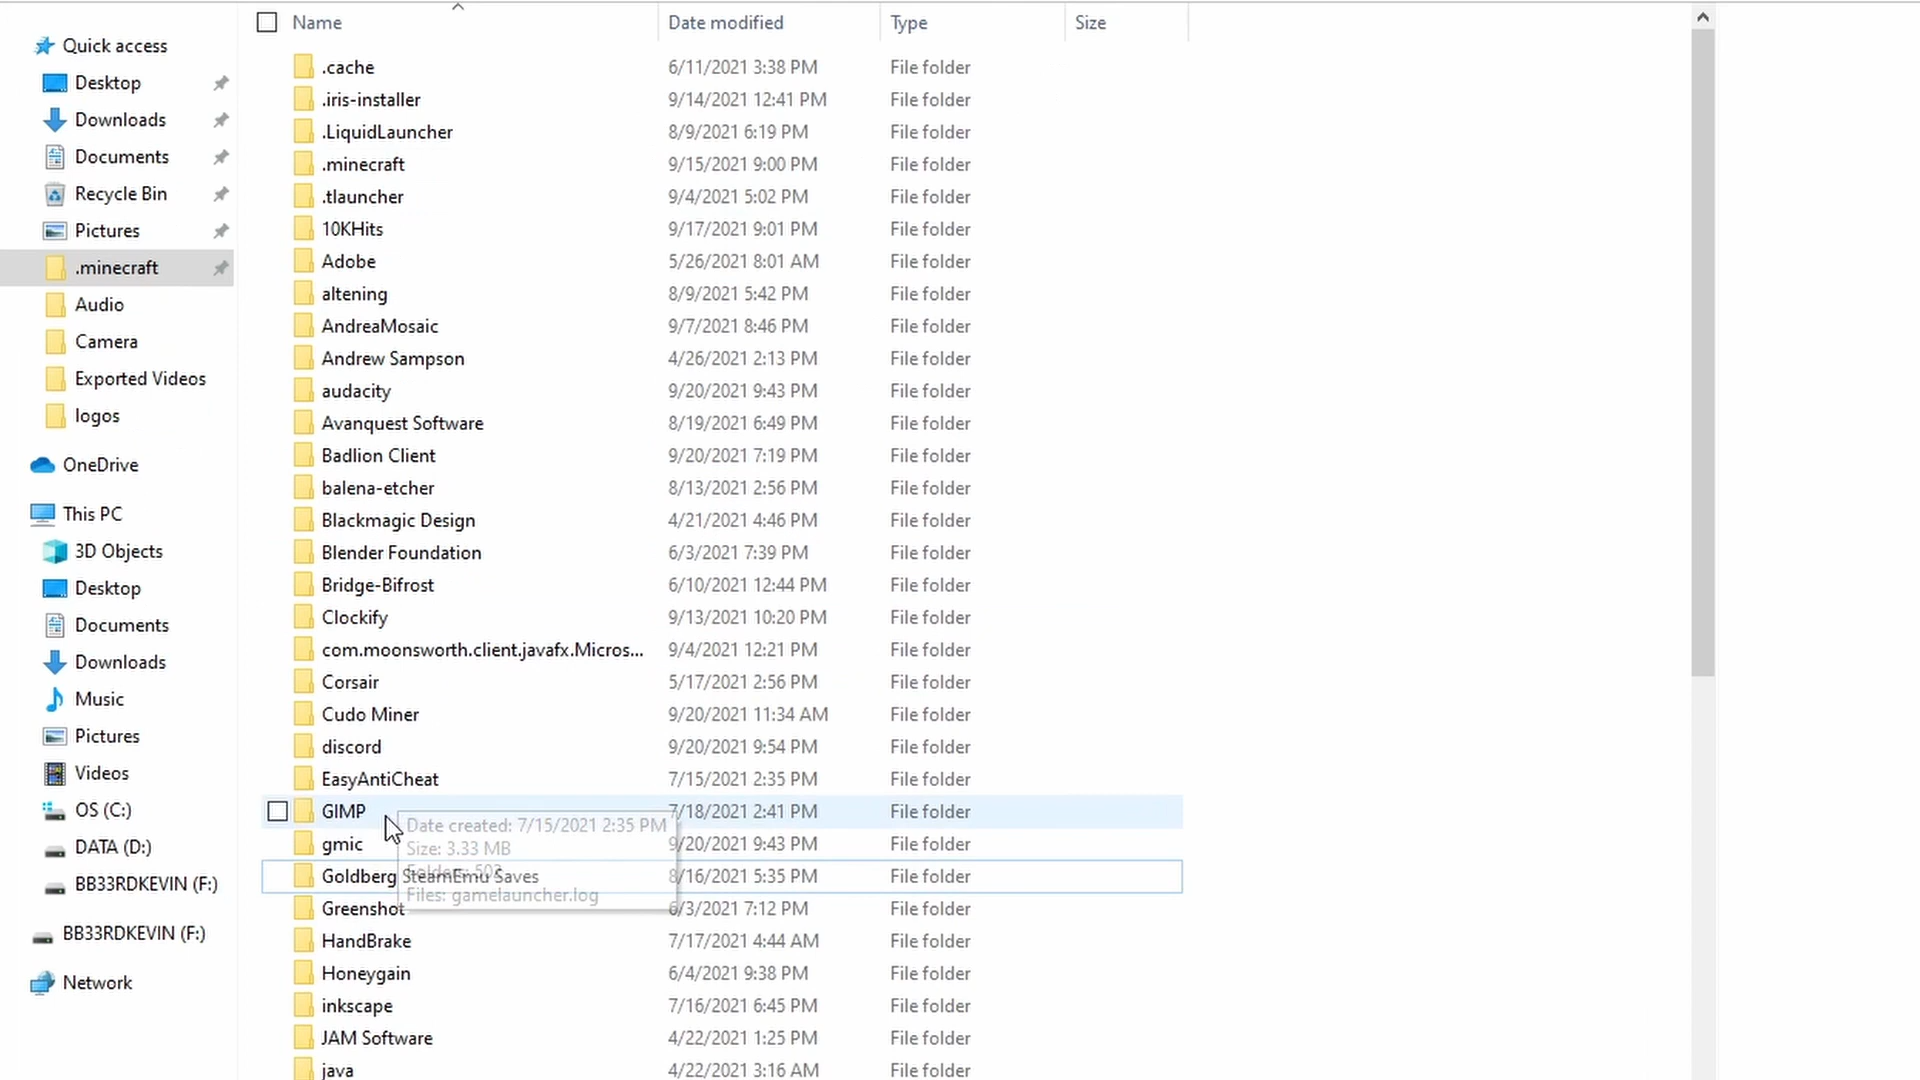 Quick access
Desktop
Downloads
Documents
Recycle Bin
Pictures
.minecraft
Audio
Camera
Exported Videos
logos
OneDrive
This PC
3D Objects
Desktop
Documents
Downloads
Music
Pictures
Videos
OS (C:)
DATA (D:)
BB33RDKEVIN (F:)
BB33RDKEVIN (F:)
Network
Name Date modified Type Size
.cache 6/11/2021 3:38 PM File folder
.iris-installer 9/14/2021 12:41 PM File folder
.LiquidLauncher 8/9/2021 6:19 PM File folder
.minecraft 9/15/2021 9:00 PM File folder
.tlauncher 9/4/2021 5:02 PM File folder
10KHits 9/17/2021 9:01 PM File folder
Adobe 5/26/2021 8:01 AM File folder
altening 8/9/2021 5:42 PM File folder
AndreaMosaic 9/7/2021 8:46 PM File folder
Andrew Sampson 4/26/2021 2:13 PM File folder
audacity 9/20/2021 9:43 PM File folder
Avanquest Software 8/19/2021 6:49 PM File folder
Badlion Client 9/20/2021 7:19 PM File folder
balena-etcher 8/13/2021 2:56 PM File folder
Blackmagic Design 4/21/2021 4:46 PM File folder
Blender Foundation 6/3/2021 7:39 PM File folder
Bridge-Bifrost 6/10/2021 12:44 PM File folder
Clockify 9/13/2021 10:20 PM File folder
com.moonsworth.client.javafx.Micros... 9/4/2021 12:21 PM File folder
Corsair 5/17/2021 2:56 PM File folder
Cudo Miner 9/20/2021 11:34 AM File folder
discord 9/20/2021 9:54 PM File folder
EasyAntiCheat 7/15/2021 2:35 PM File folder
GIMP 7/18/2021 2:41 PM File folder
Date created: 7/15/2021 2:35 PM
gmic 9/20/2021 9:43 PM File folder
Size: 3.33 MB
Folders: 502
Goldberg SteamEmu Saves 8/16/2021 5:35 PM File folder
Files: gamelauncher.log
Greenshot 6/3/2021 7:12 PM File folder
HandBrake 7/17/2021 4:44 AM File folder
Honeygain 6/4/2021 9:38 PM File folder
inkscape 7/16/2021 6:45 PM File folder
JAM Software 4/22/2021 1:25 PM File folder
java 4/22/2021 3:16 AM File folder